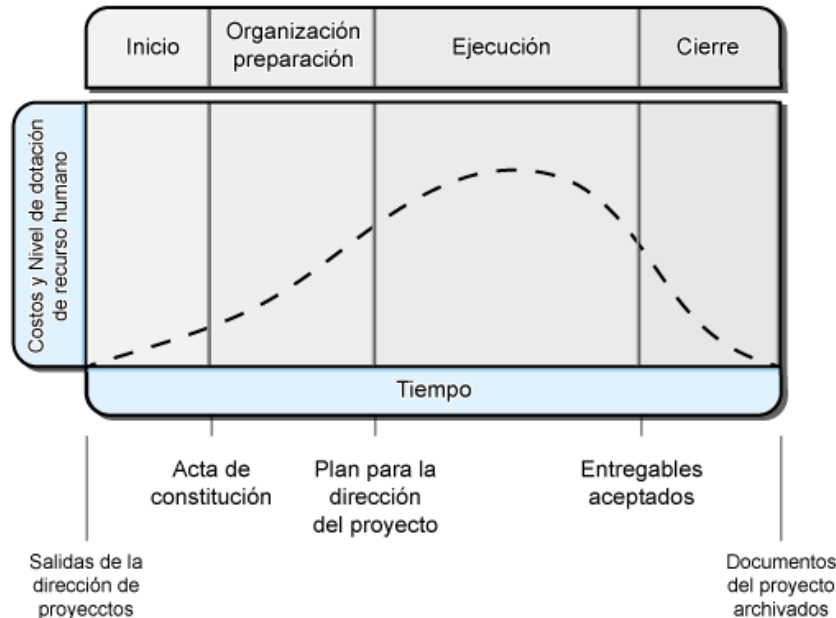 Inicio
Organización
preparación
Ejecución
Cierre
Costos y Nivel de dotación
de recurso humano
Tiempo
Acta de
constitución
Plan para la
dirección
del proyecto
Entregables
aceptados
Salidas de la
dirección de
proyecctos
Documentos
del proyecto
archivados